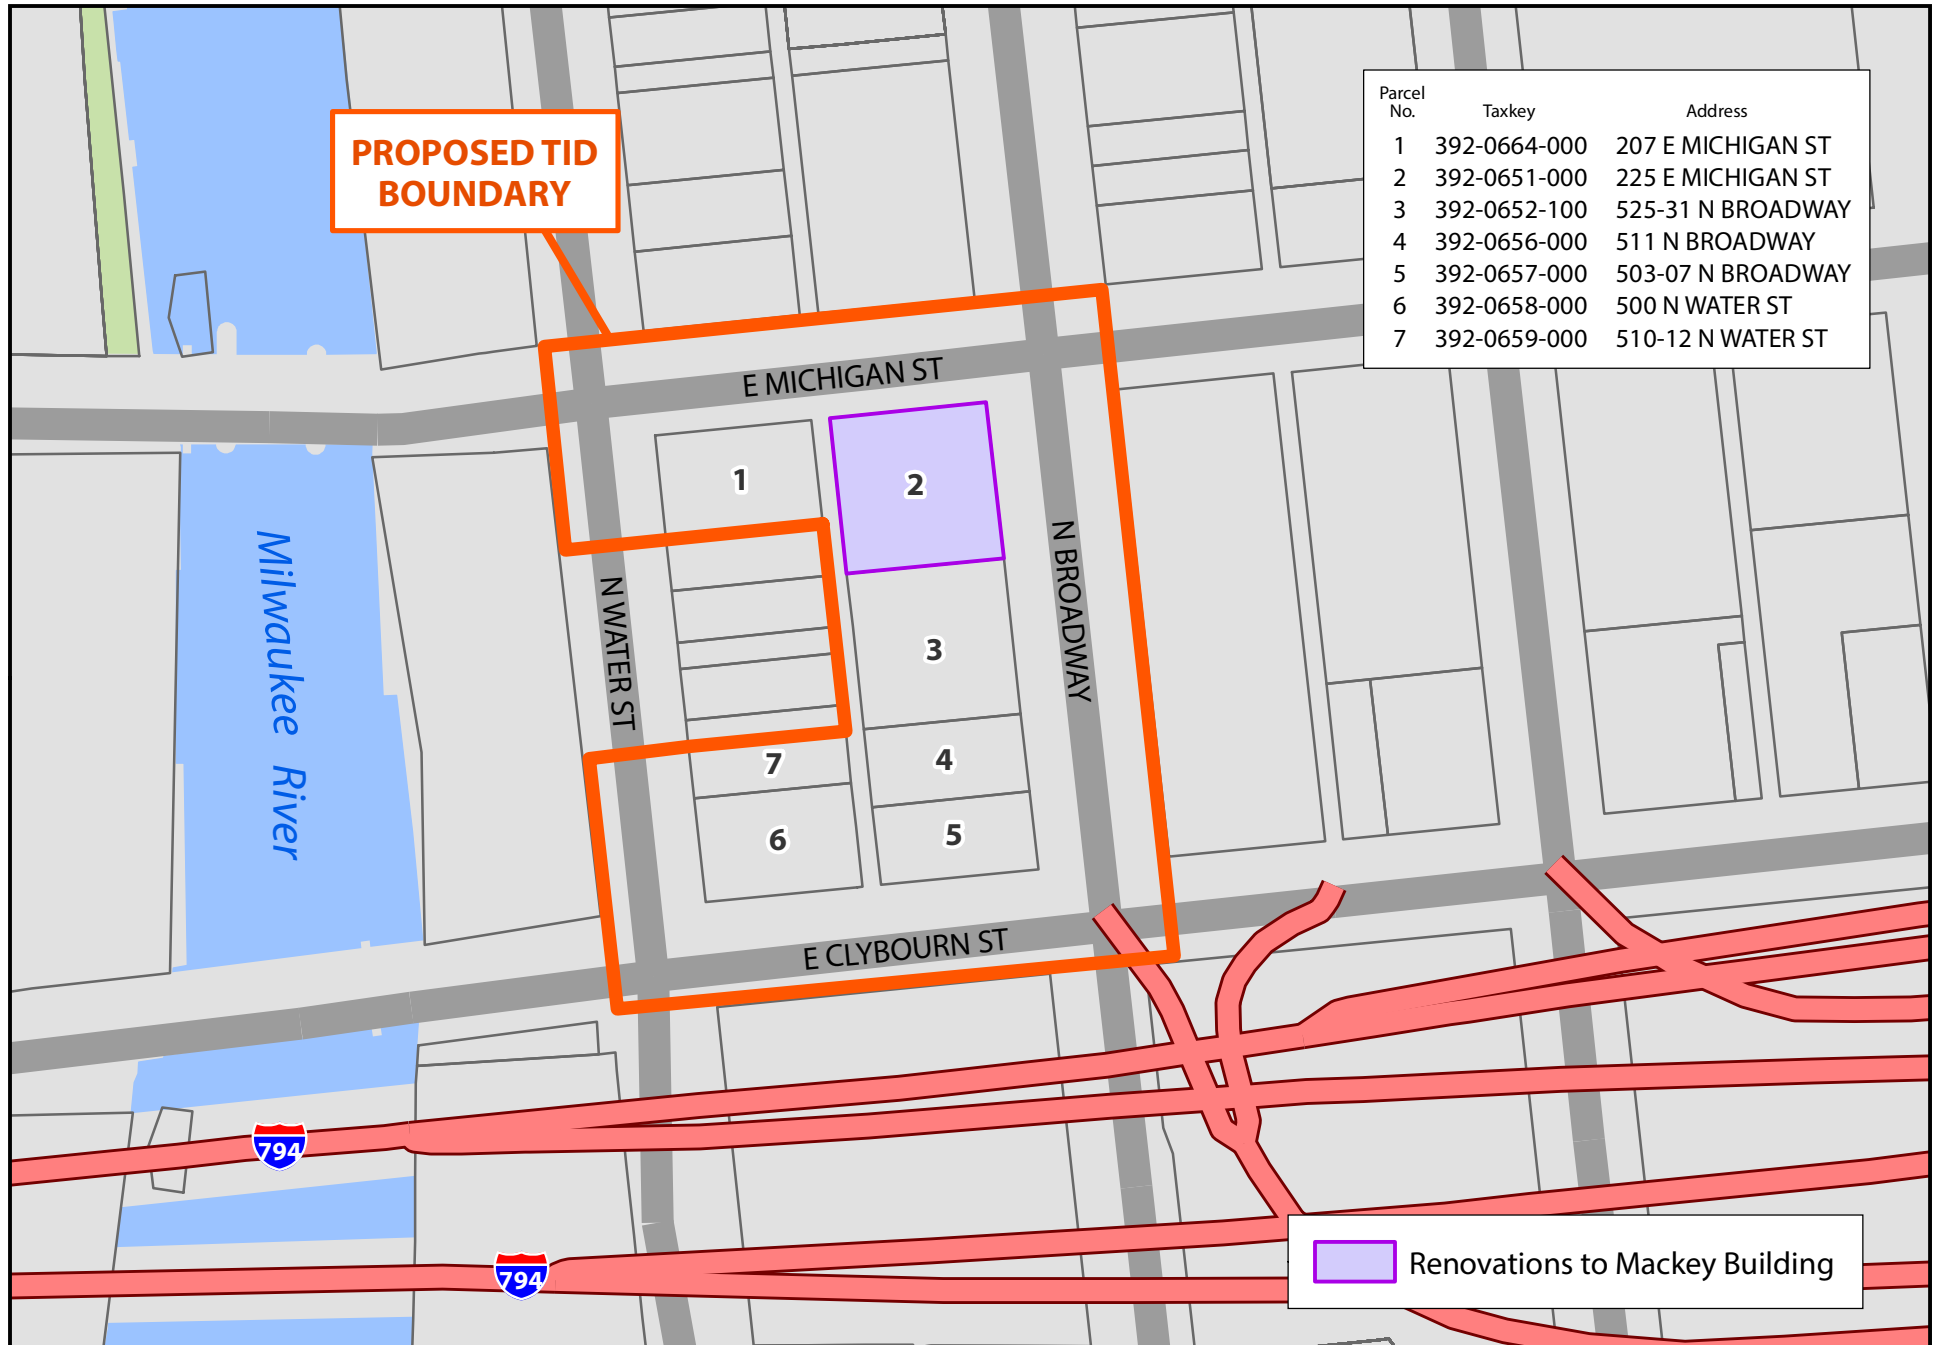 PROPOSED TID
BOUNDARY
Parcel
No. Taxkey Address
1 392-0664-000 207 E MICHIGAN ST
2 392-0651-000 225 E MICHIGAN ST
3 392-0652-100 525-31 N BROADWAY
4 392-0656-000 511 N BROADWAY
5 392-0657-000 503-07 N BROADWAY
6 392-0658-000 500 N WATER ST
7 392-0659-000 510-12 N WATER ST
E MICHIGAN ST
1
2
Milwaukee River
N WATER ST
N BROADWAY
3
7
4
6
5
E CLYBOURN ST
794
794
Renovations to Mackey Building